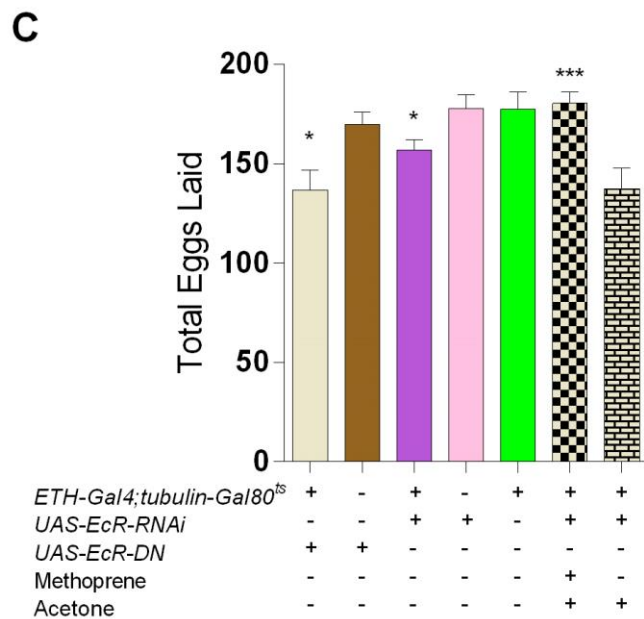 C
200
150
100
50
0
Total Eggs Laid
* * ***
ETH-Gal4;tubulin-Gal80ts + - + - + + +
UAS-EcR-RNAi - - + + - + +
UAS-EcR-DN + + - - - - -
Methoprene - - - - - + -
Acetone - - - - - + +